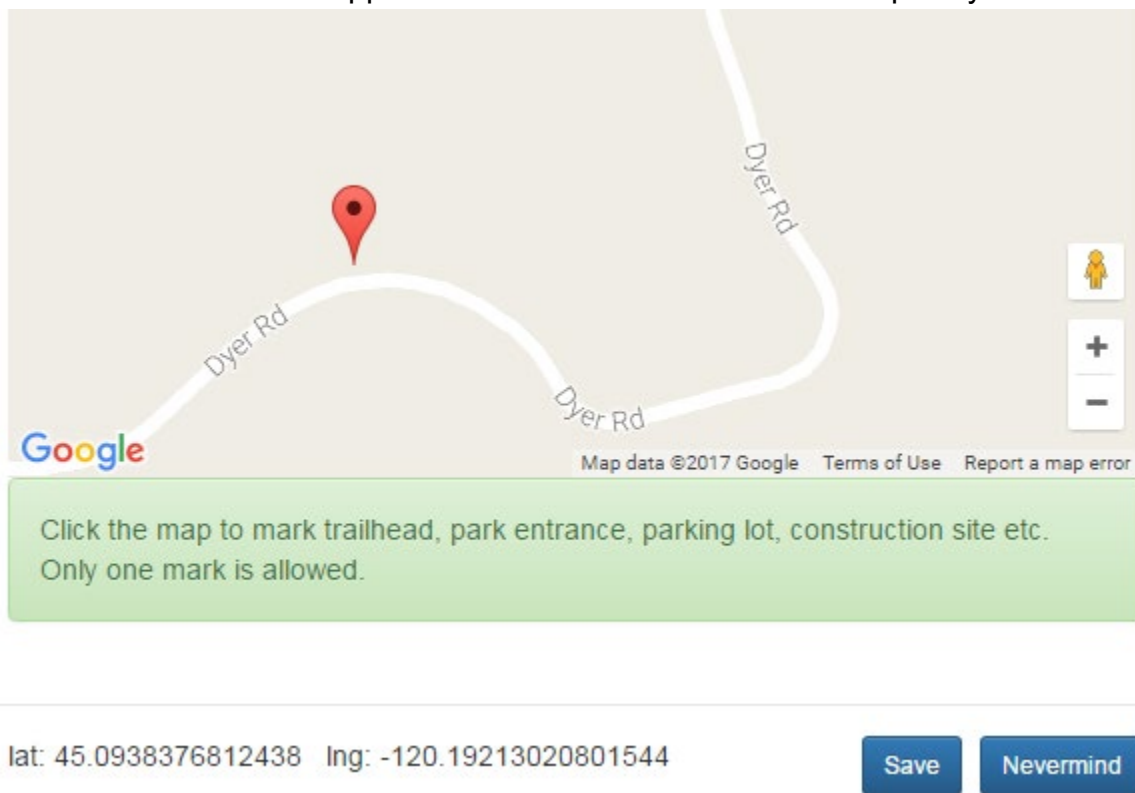 Dyer Rd
Dyer Rd
Dyer Rd
+
−
Google
Map data ©2017 Google Terms of Use Report a map error
Click the map to mark trailhead, park entrance, parking lot, construction site etc.
Only one mark is allowed.
lat: 45.0938376812438 lng: -120.19213020801544
Save Nevermind